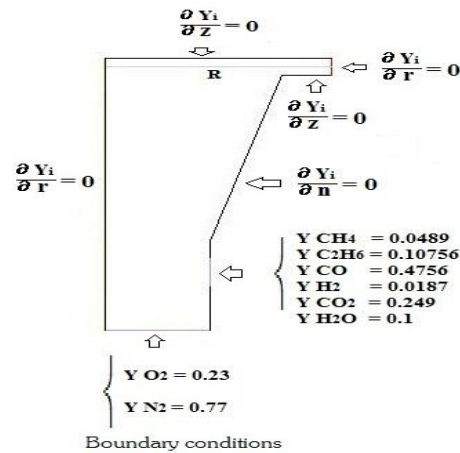 ∂ Yi / ∂ z = 0
R
∂ Yi / ∂ r = 0
∂ Yi / ∂ z = 0
∂ Yi / ∂ r = 0
∂ Yi / ∂ n = 0
Y CH4 = 0.0489
Y C2H6 = 0.10756
Y CO = 0.4756
Y H2 = 0.0187
Y CO2 = 0.249
Y H2O = 0.1
Y O2 = 0.23
Y N2 = 0.77
Boundary conditions